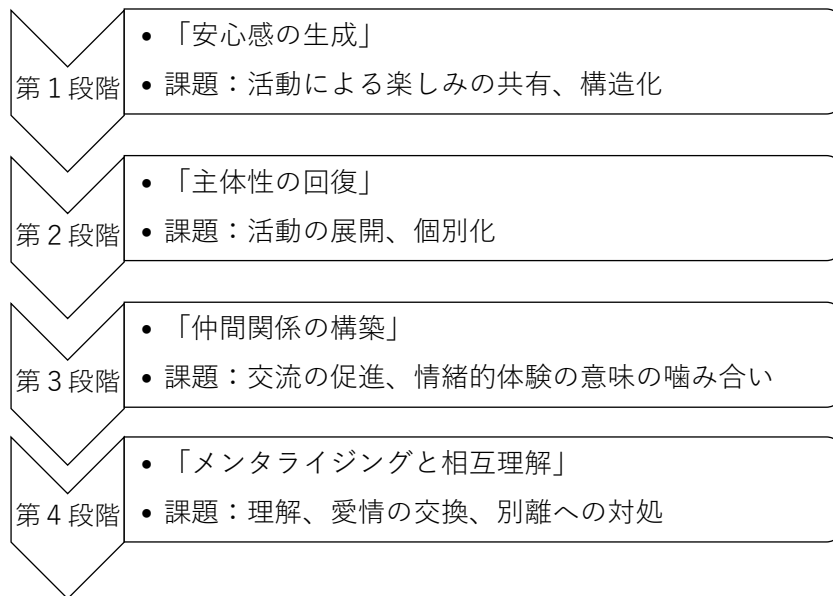 第1段階
• 「安心感の生成」
• 課題：活動による楽しみの共有、構造化
第2段階
• 「主体性の回復」
• 課題：活動の展開、個別化
第3段階
• 「仲間関係の構築」
• 課題：交流の促進、情緒的体験の意味の噛み合い
第4段階
• 「メンタライジングと相互理解」
• 課題：理解、愛情の交換、別離への対処